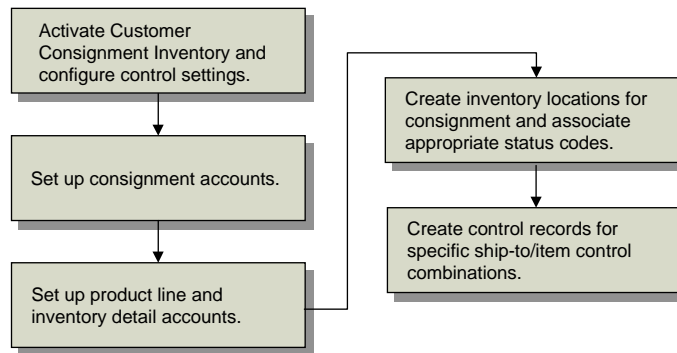 Activate Customer
Consignment Inventory and
configure control settings.
Set up consignment accounts.
Set up product line and
inventory detail accounts.
Create inventory locations for
consignment and associate
appropriate status codes.
Create control records for
specific ship-to/item control
combinations.